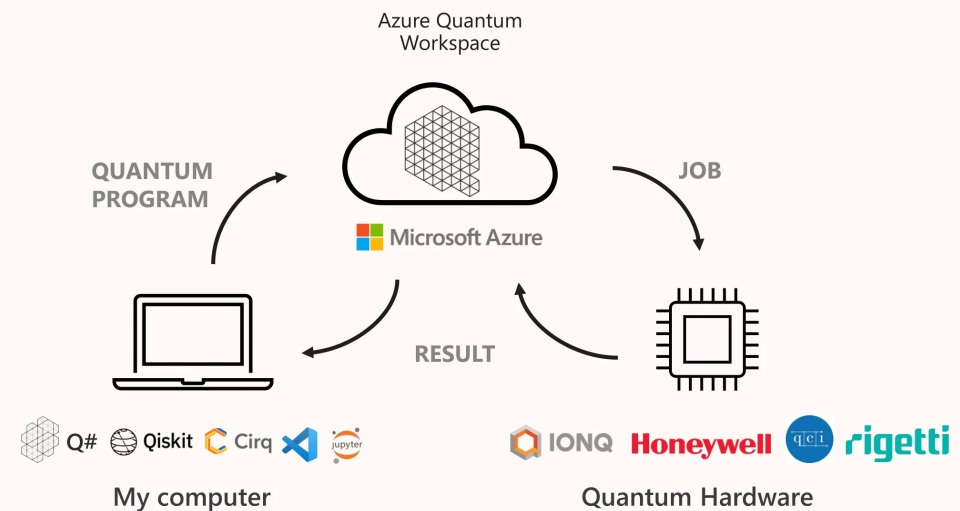 Azure Quantum
Workspace
QUANTUM
PROGRAM
JOB
Microsoft Azure
RESULT
Q# Qiskit Cirq jupyter
IONQ Honeywell qci rigetti
My computer
Quantum Hardware